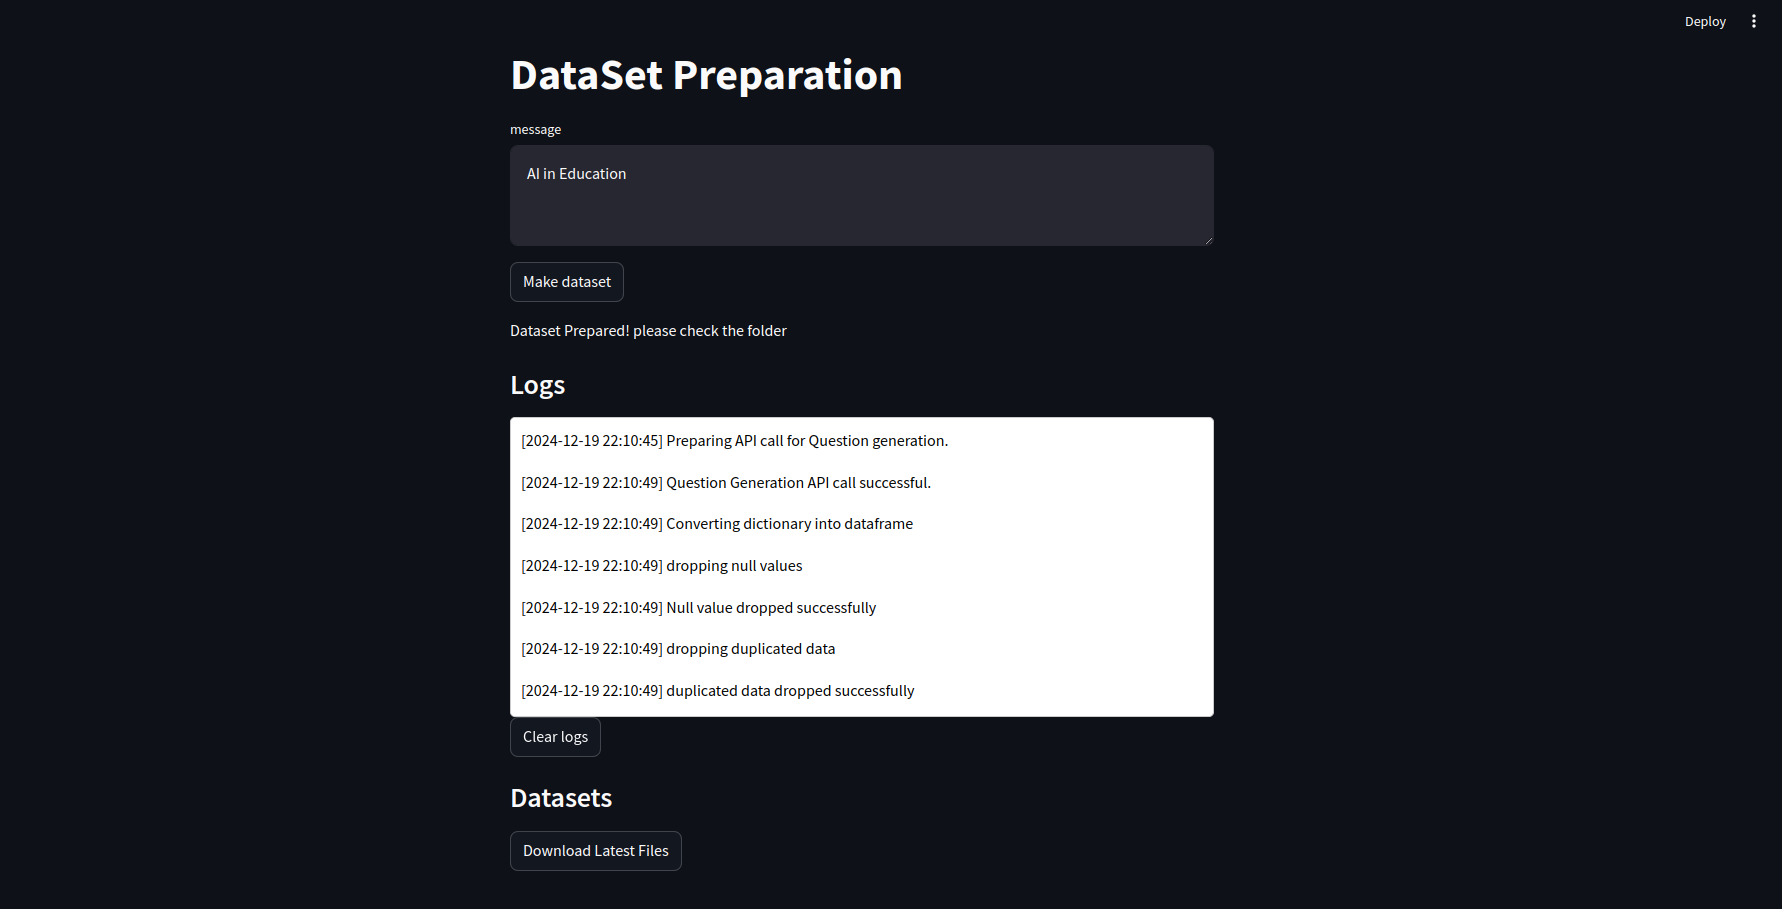 Deploy
DataSet Preparation
message
AI in Education
Make dataset
Dataset Prepared! please check the folder
Logs
[2024-12-19 22:10:45] Preparing API call for Question generation.
[2024-12-19 22:10:49] Question Generation API call successful.
[2024-12-19 22:10:49] Converting dictionary into dataframe
[2024-12-19 22:10:49] dropping null values
[2024-12-19 22:10:49] Null value dropped successfully
[2024-12-19 22:10:49] dropping duplicated data
[2024-12-19 22:10:49] duplicated data dropped successfully
Clear logs
Datasets
Download Latest Files